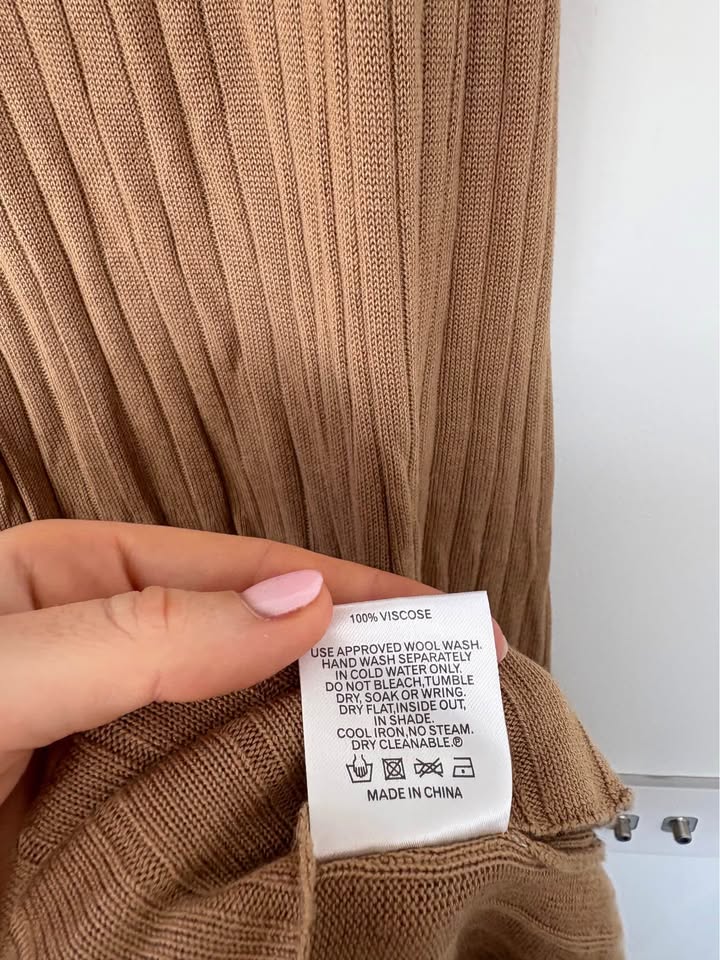 100% VISCOSE
USE APPROVED WOOL WASH.
HAND WASH SEPARATELY
IN COLD WATER ONLY.
DO NOT BLEACH,TUMBLE
DRY, SOAK OR WRING.
DRY FLAT,INSIDE OUT,
IN SHADE.
COOL IRON,NO STEAM.
DRY CLEANABLE.Ⓟ
MADE IN CHINA